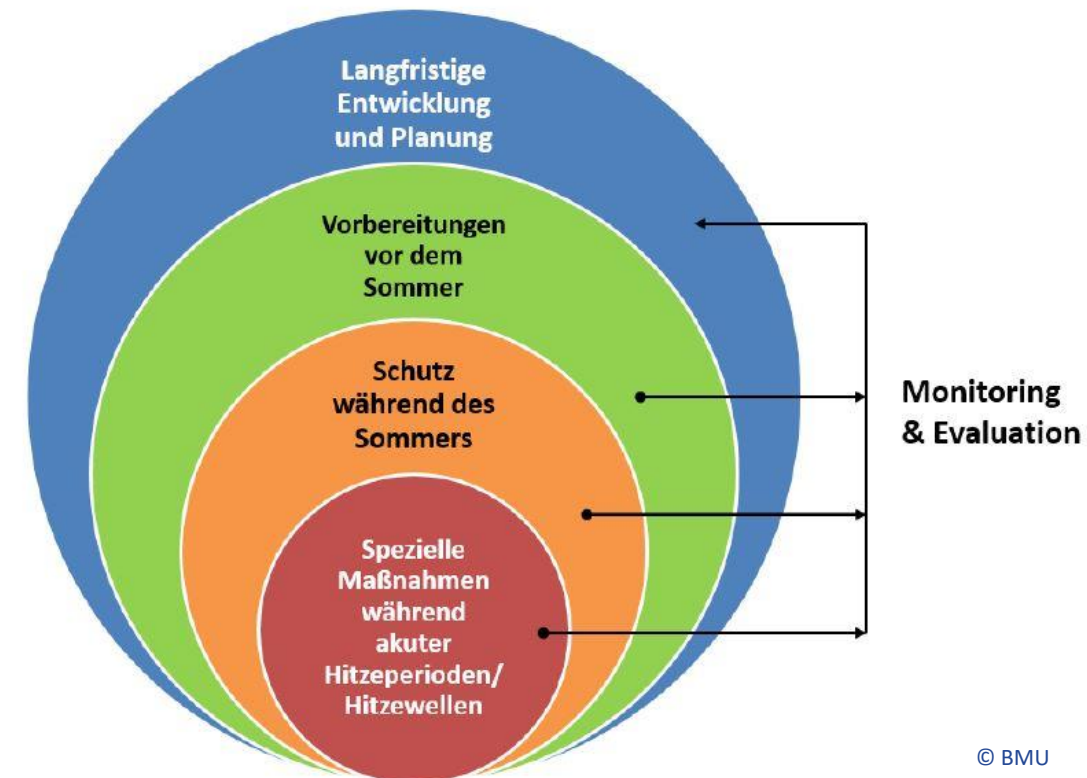 Langfristige
Entwicklung
und Planung
Vorbereitungen
vor dem
Sommer
Schutz
während des
Sommers
Spezielle
Maßnahmen
während
akuter
Hitzeperioden/
Hitzewellen
Monitoring
& Evaluation
© BMU